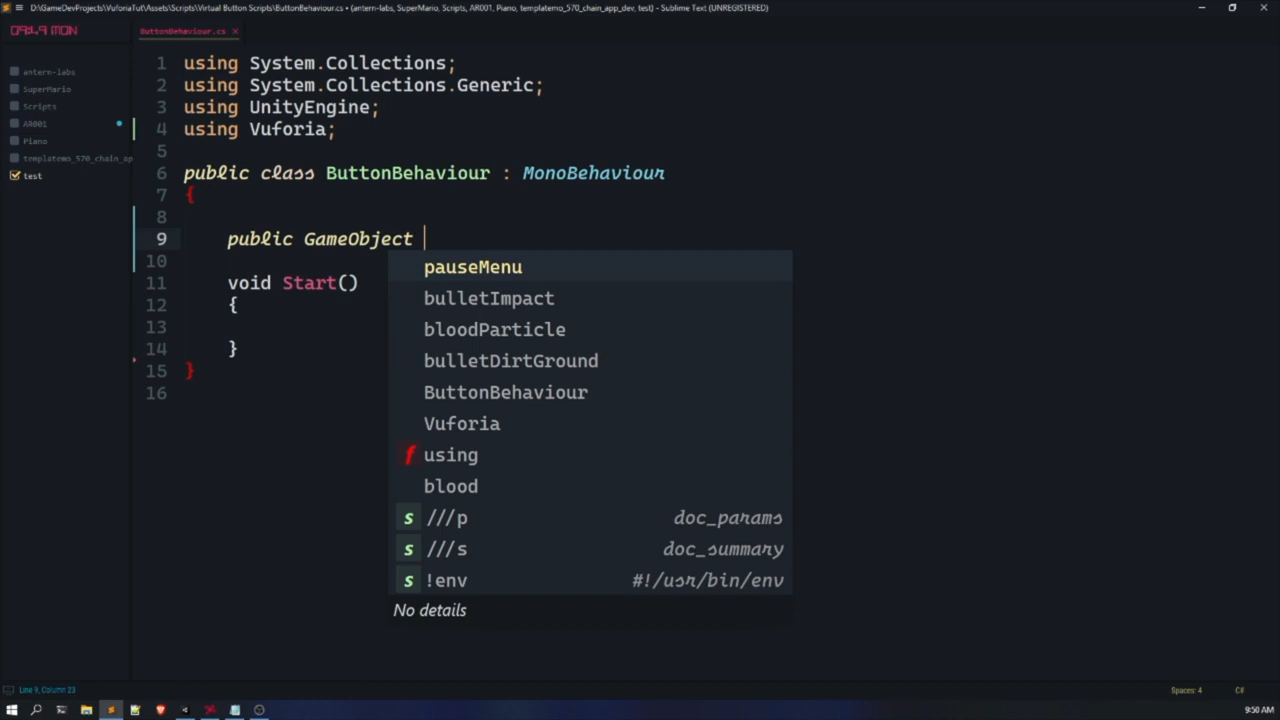 D:\GameDevProjects\VuforiaTut\Assets\Scripts\Virtual Button Scripts\ButtonBehaviour.cs • (antern-labs, SuperMario, Scripts, AR001, Piano, templatemo_570_chain_app_dev, test) - Sublime Text (UNREGISTERED)
09:49 MON
ButtonBehaviour.cs ×
antern-labs
SuperMario
Scripts
AR001
Piano
templatemo_570_chain_ap
test
1 using System.Collections;
2 using System.Collections.Generic;
3 using UnityEngine;
4 using Vuforia;
5
6 public class ButtonBehaviour : MonoBehaviour
7 {
8
9 public GameObject
10
11 void Start()
12 {
13
14 }
15 }
16
pauseMenu
bulletImpact
bloodParticle
bulletDirtGround
ButtonBehaviour
Vuforia
f using
blood
s ///p doc_params
s ///s doc_summary
s !env #!/usr/bin/env
No details
Line 9, Column 23
Spaces: 4
C#
9:50 AM